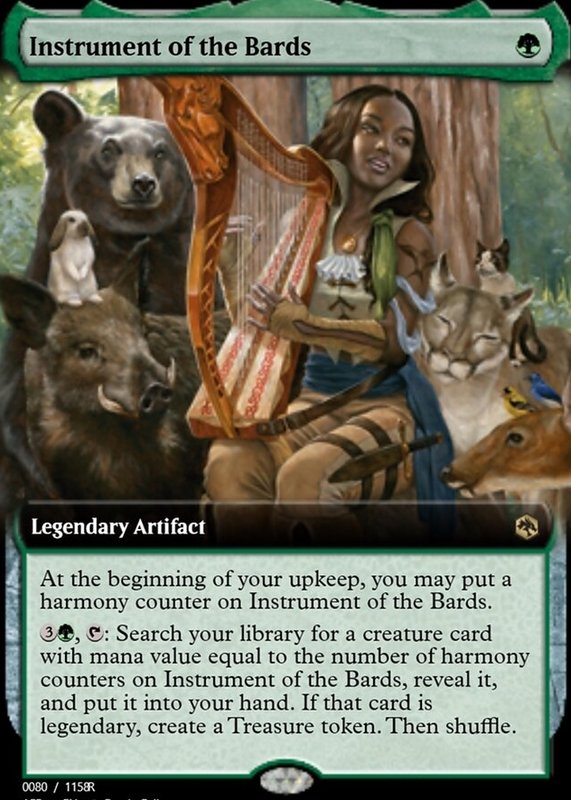 Instrument of the Bards
Legendary Artifact
At the beginning of your upkeep, you may put a
harmony counter on Instrument of the Bards.
3, : Search your library for a creature card
with mana value equal to the number of harmony
counters on Instrument of the Bards, reveal it,
and put it into your hand. If that card is
legendary, create a Treasure token. Then shuffle.
0080 / 1158R